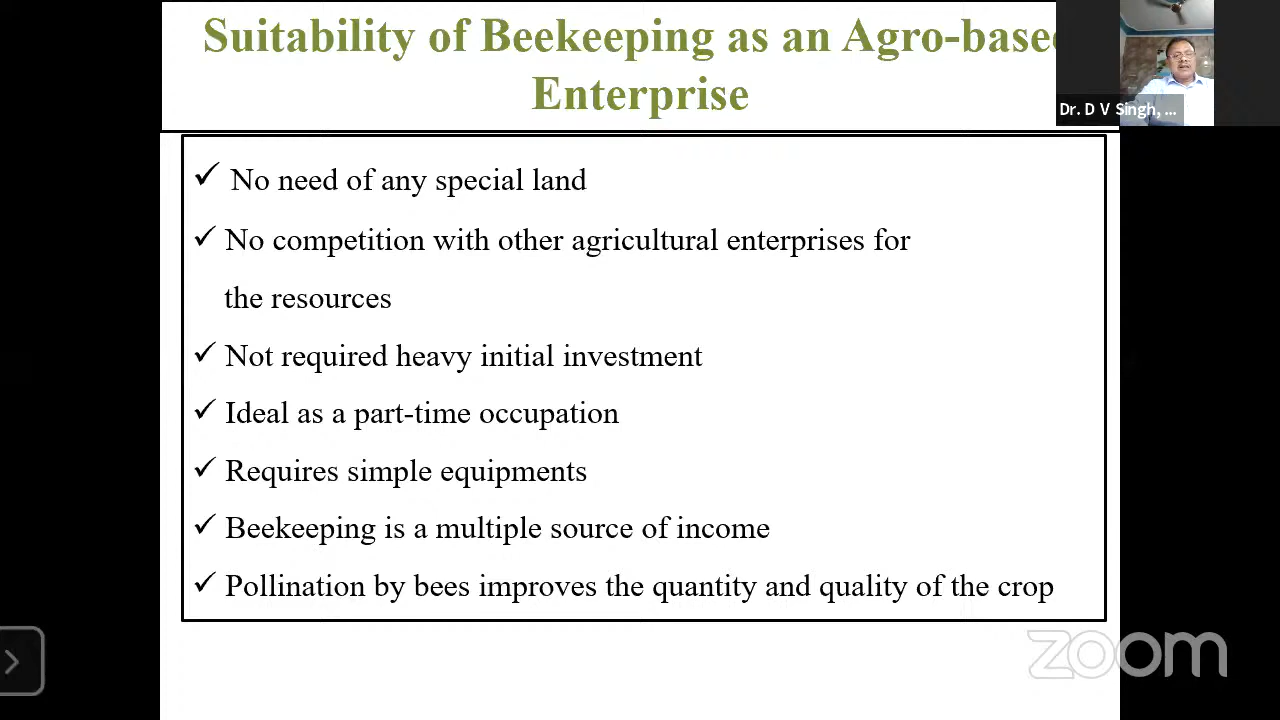 Suitability of Beekeeping as an Agro-base
Enterprise
Dr. D V Singh, ...
✓ No need of any special land
✓ No competition with other agricultural enterprises for
the resources
✓ Not required heavy initial investment
✓ Ideal as a part-time occupation
✓ Requires simple equipments
✓ Beekeeping is a multiple source of income
✓ Pollination by bees improves the quantity and quality of the crop
zoom